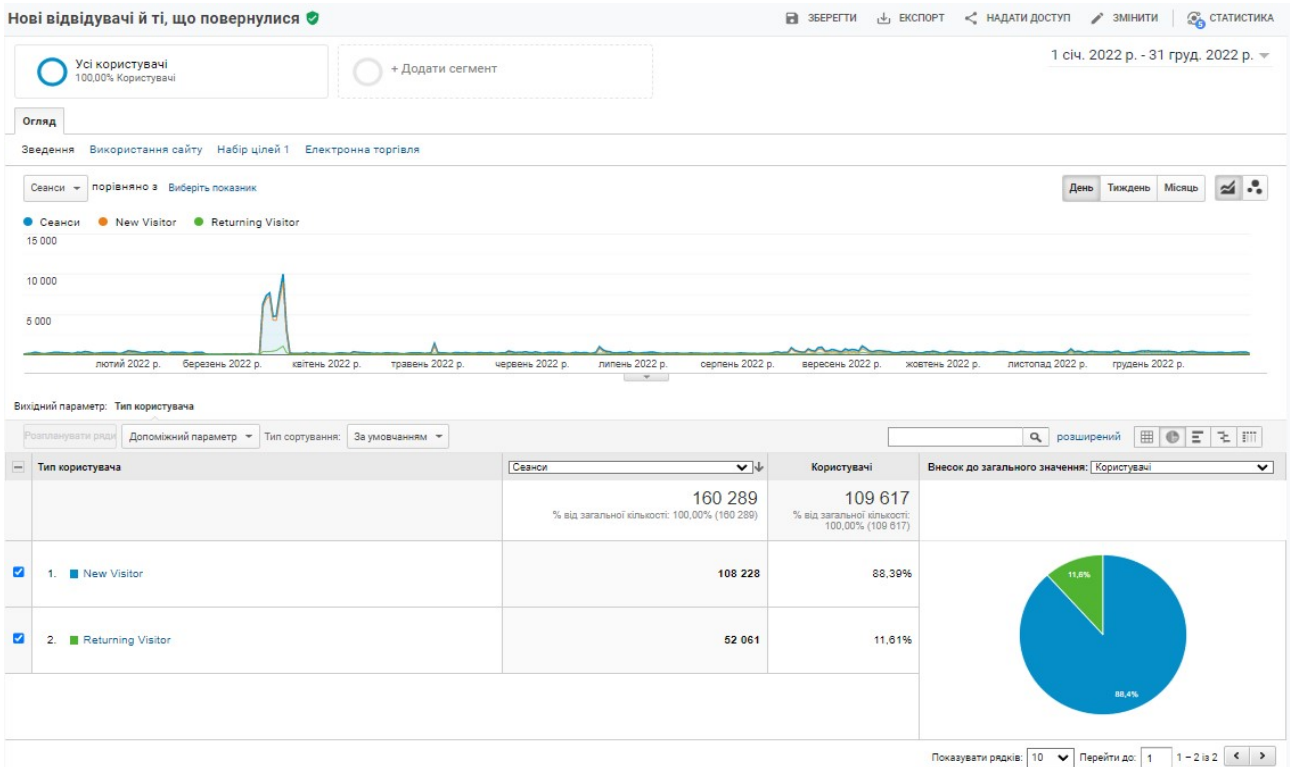 Нові відвідувачі й ті, що повернулися
ЗБЕРЕГТИ ЕКСПОРТ НАДАТИ ДОСТУП ЗМІНИТИ 5 СТАТИСТИКА
Усі користувачі
100,00% Користувачі
+ Додати сегмент
1 січ. 2022 р. - 31 груд. 2022 р.
Огляд
Зведення Використання сайту Набір цілей 1 Електронна торгівля
Сеанси порівняно з Виберіть показник
День Тиждень Місяць
Сеанси New Visitor Returning Visitor
15 000
10 000
5 000
лютий 2022 р. березень 2022 р. квітень 2022 р. травень 2022 р. червень 2022 р. липень 2022 р. серпень 2022 р. вересень 2022 р. жовтень 2022 р. листопад 2022 р. грудень 2022 р.
Вихідний параметр: Тип користувача
Розпланувати ряди Допоміжний параметр Тип сортування: За умовчанням розширений
Тип користувача Сеанси Користувачі Внесок до загального значення: Користувачі
160 289 109 617
% від загальної кількості: 100,00% (160 289) % від загальної кількості: 100,00% (109 617)
1. New Visitor 108 228 88,39%
2. Returning Visitor 52 061 11,61%
11,6%
88,4%
Показувати рядків: 10 Перейти до: 1 1 – 2 із 2